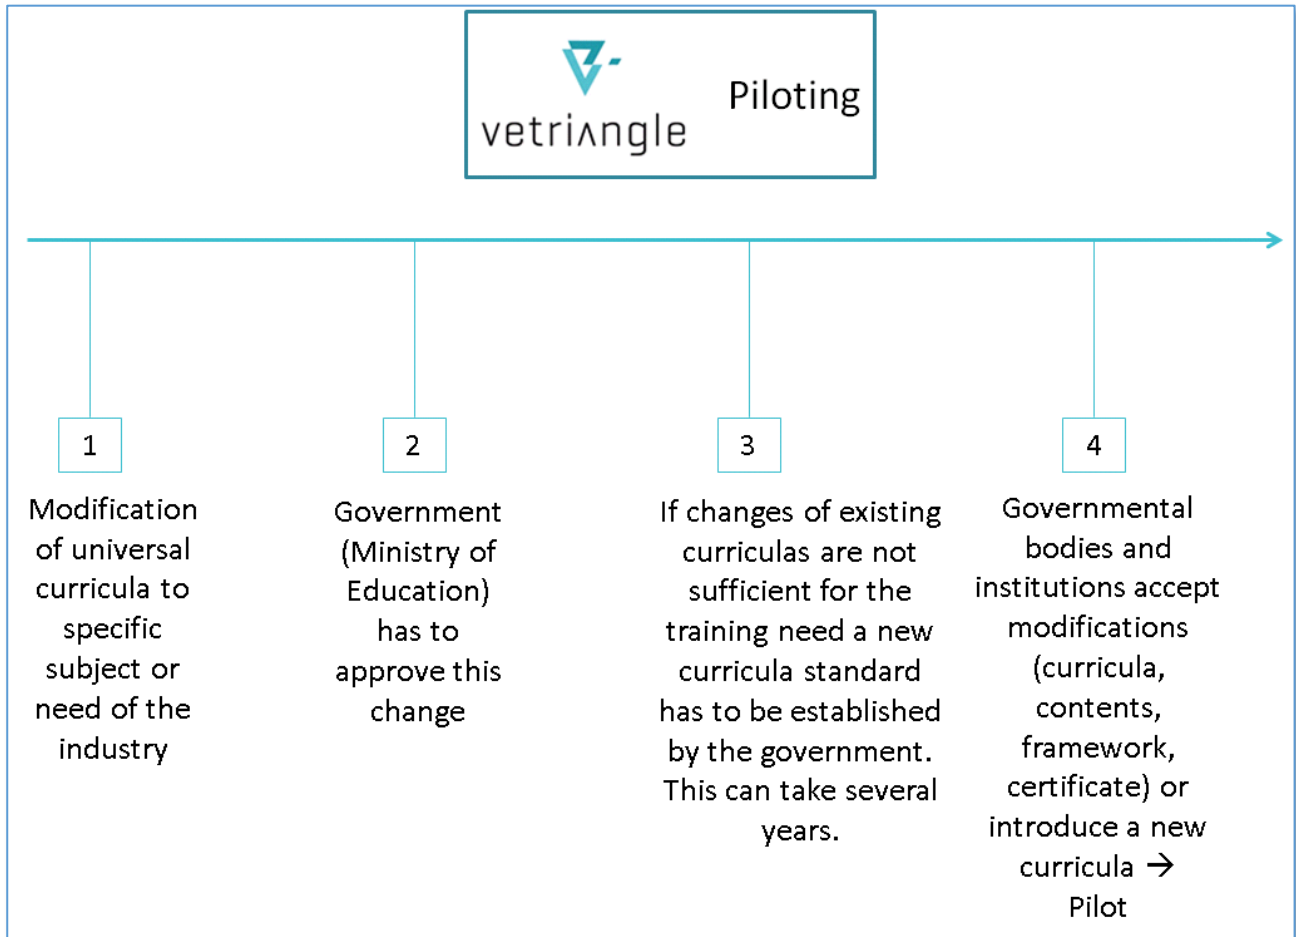 vetriʌngle
Piloting
1
Modification
of universal
curricula to
specific
subject or
need of the
industry
2
Government
(Ministry of
Education)
has to
approve this
change
3
If changes of existing
curriculas are not
sufficient for the
training need a new
curricula standard
has to be established
by the government.
This can take several
years.
4
Governmental
bodies and
institutions accept
modifications
(curricula,
contents,
framework,
certificate) or
introduce a new
curricula →
Pilot